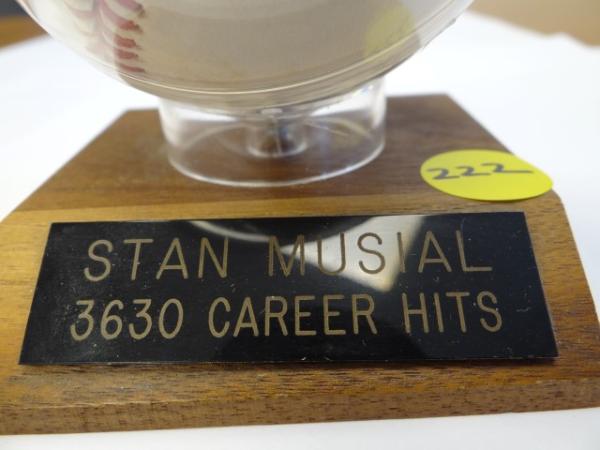 222
STAN MUSIAL
3630 CAREER HITS